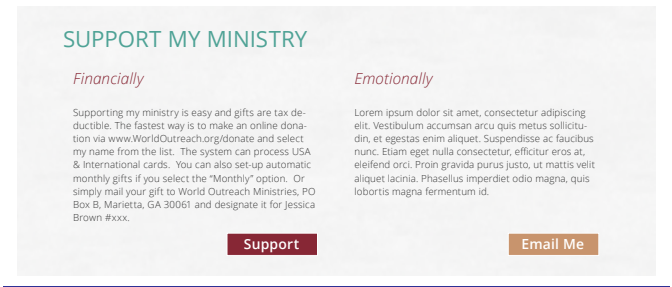 SUPPORT MY MINISTRY
Financially
Supporting my ministry is easy and gifts are tax de-
ductible. The fastest way is to make an online dona-
tion via www.WorldOutreach.org/donate and select
my name from the list.  The system can process USA
& International cards.  You can also set-up automatic
monthly gifts if you select the “Monthly” option.  Or
simply mail your gift to World Outreach Ministries, PO
Box B, Marietta, GA 30061 and designate it for Jessica
Brown #xxx.
Support
Emotionally
Lorem ipsum dolor sit amet, consectetur adipiscing
elit. Vestibulum accumsan arcu quis metus sollicitu-
din, et egestas enim aliquet. Suspendisse ac faucibus
nunc. Etiam eget nulla consectetur, efficitur eros at,
eleifend orci. Proin gravida purus justo, ut mattis velit
aliquet lacinia. Phasellus imperdiet odio magna, quis
lobortis magna fermentum id.
Email Me